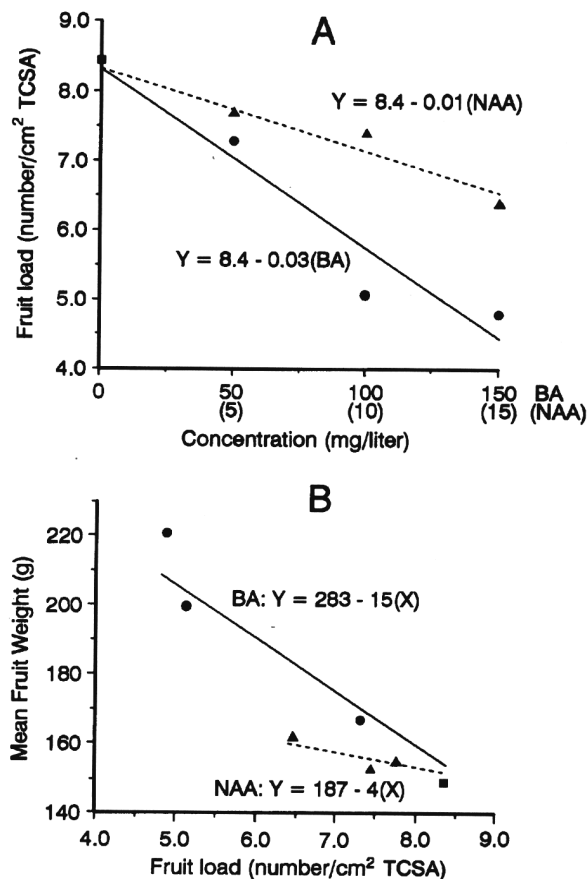 A
9.0
8.0
7.0
6.0
5.0
4.0
Fruit load (number/cm² TCSA)
Y = 8.4 - 0.01(NAA)
Y = 8.4 - 0.03(BA)
0 50 100 150 BA
(5) (10) (15) (NAA)
Concentration (mg/liter)
B
220
200
180
160
140
Mean Fruit Weight (g)
BA: Y = 283 - 15(X)
NAA: Y = 187 - 4(X)
4.0 5.0 6.0 7.0 8.0 9.0
Fruit load (number/cm² TCSA)